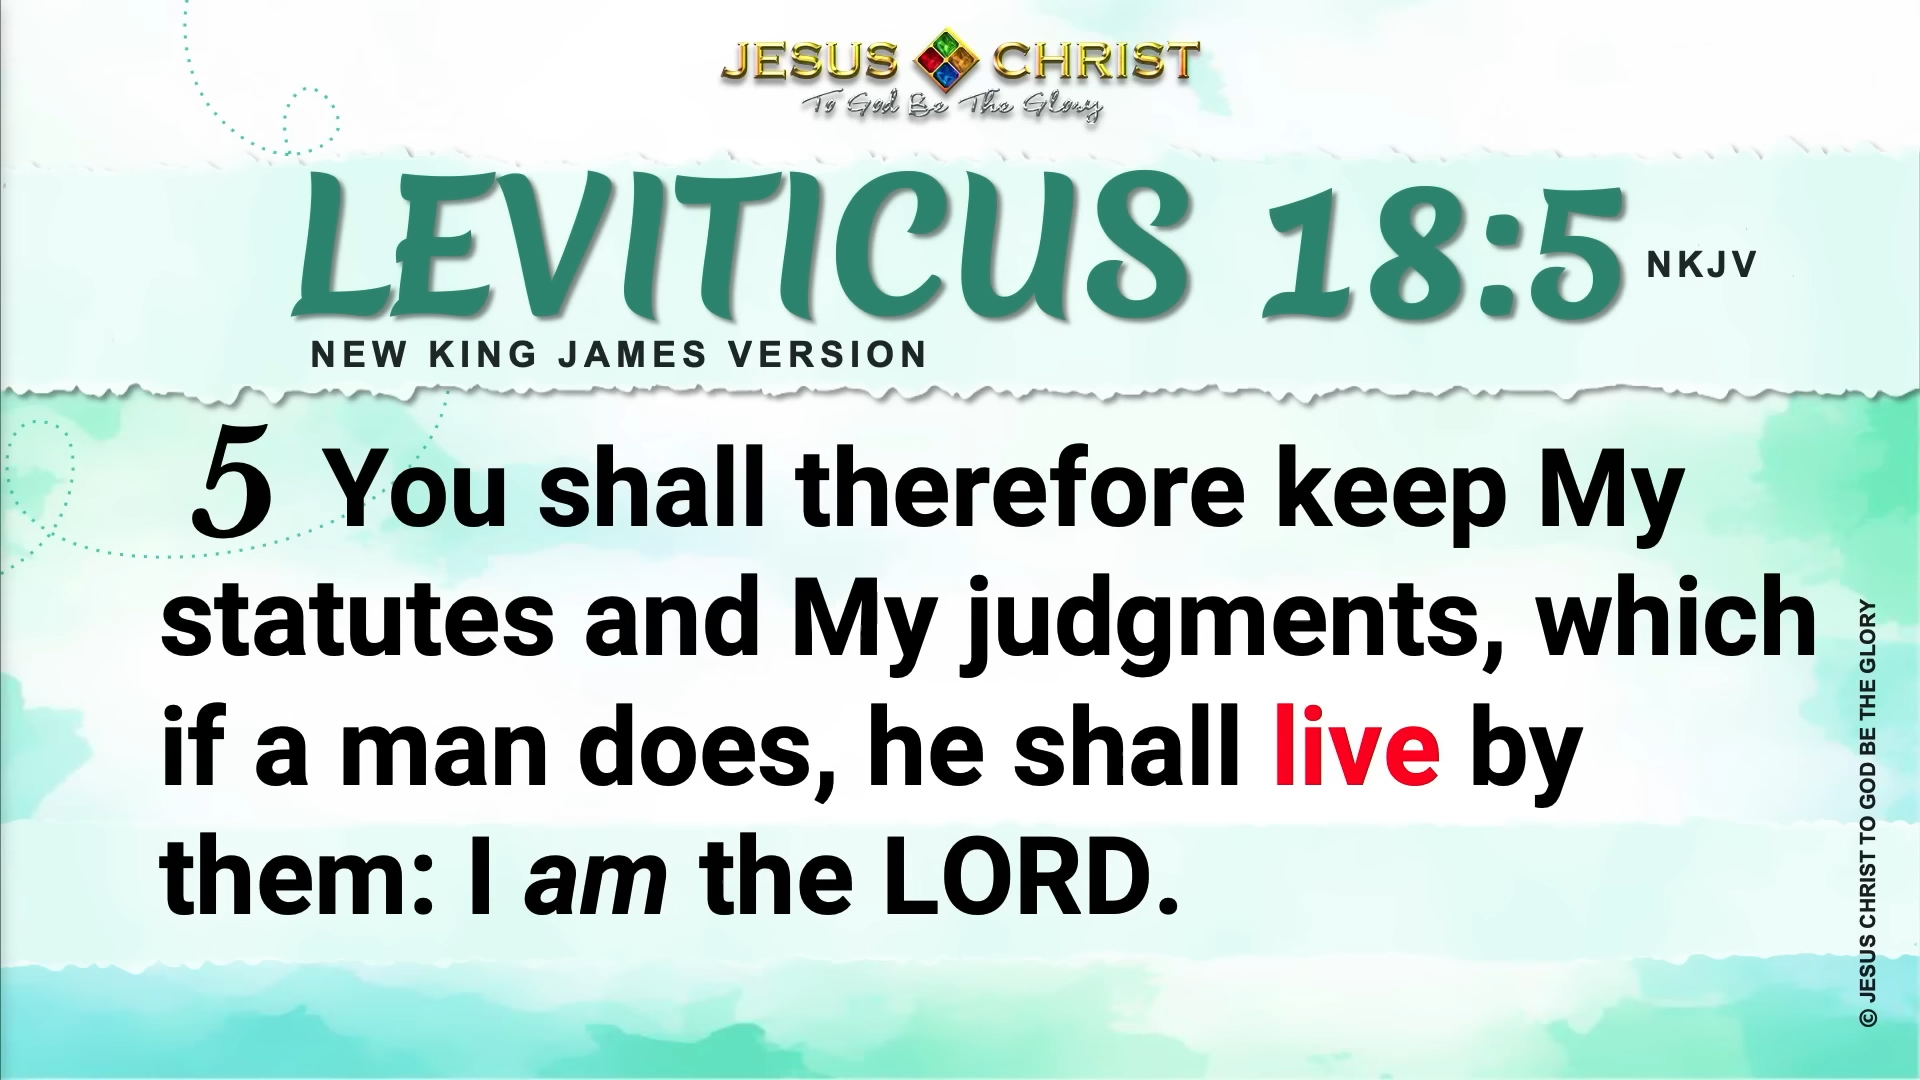 JESUS CHRIST
To God Be The Glory
LEVITICUS 18:5 NKJV
NEW KING JAMES VERSION
5 You shall therefore keep My
statutes and My judgments, which
if a man does, he shall live by
them: I am the LORD.
© JESUS CHRIST TO GOD BE THE GLORY